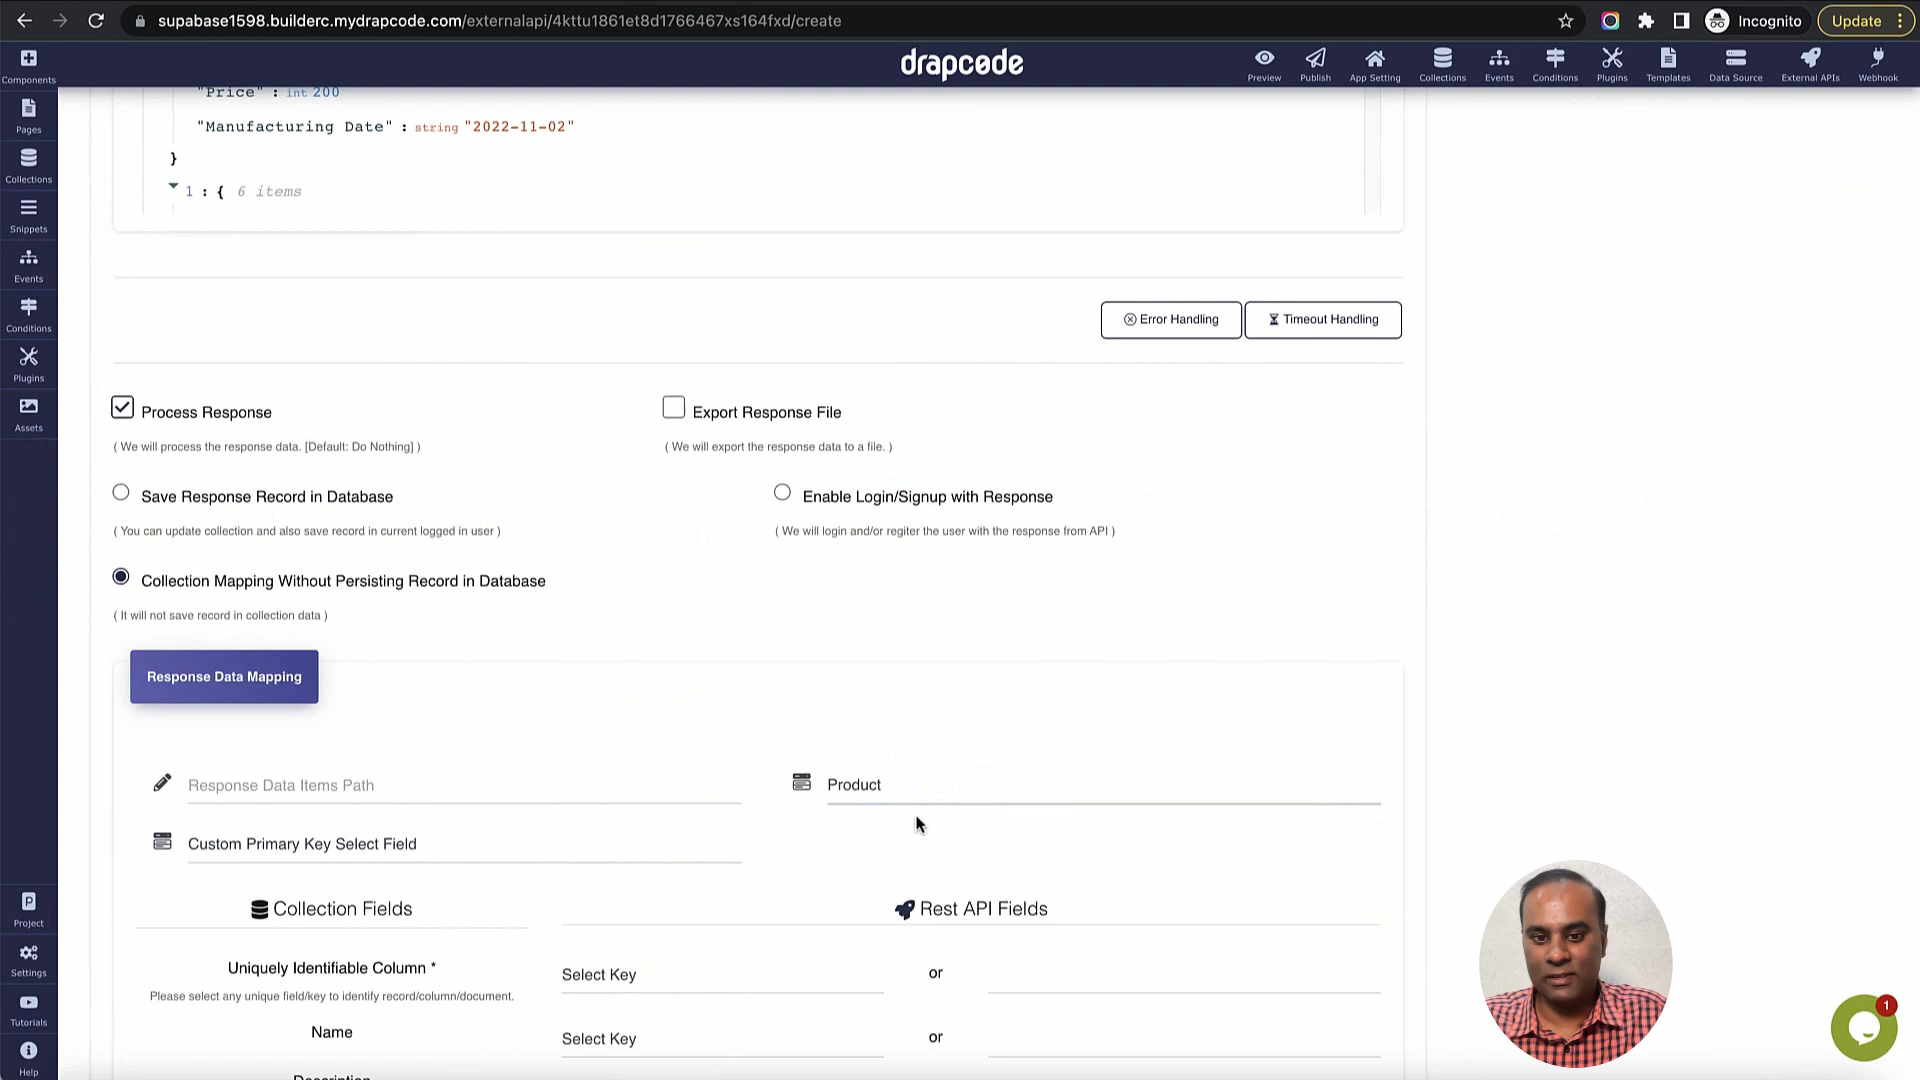 supabase1598.builderc.mydrapcode.com/externalapi/4kttu1861et8d1766467xs164fxd/create
Incognito
Update
Components
drapcode
Preview
Publish
App Setting
Collections
Events
Conditions
Plugins
Templates
Data Source
External APIs
Webhook
Pages
Collections
Snippets
Events
Conditions
Plugins
Assets
Project
Settings
Tutorials
Help
"Price" : int 200
"Manufacturing Date" : string "2022-11-02"
}
1 : { 6 items
Error Handling
Timeout Handling
Process Response
( We will process the response data. [Default: Do Nothing] )
Export Response File
( We will export the response data to a file. )
Save Response Record in Database
( You can update collection and also save record in current logged in user )
Enable Login/Signup with Response
( We will login and/or regiter the user with the response from API )
Collection Mapping Without Persisting Record in Database
( It will not save record in collection data )
Response Data Mapping
Response Data Items Path
Product
Custom Primary Key Select Field
Collection Fields
Rest API Fields
Uniquely Identifiable Column *
Please select any unique field/key to identify record/column/document.
Select Key
or
Name
Select Key
or
Description
1